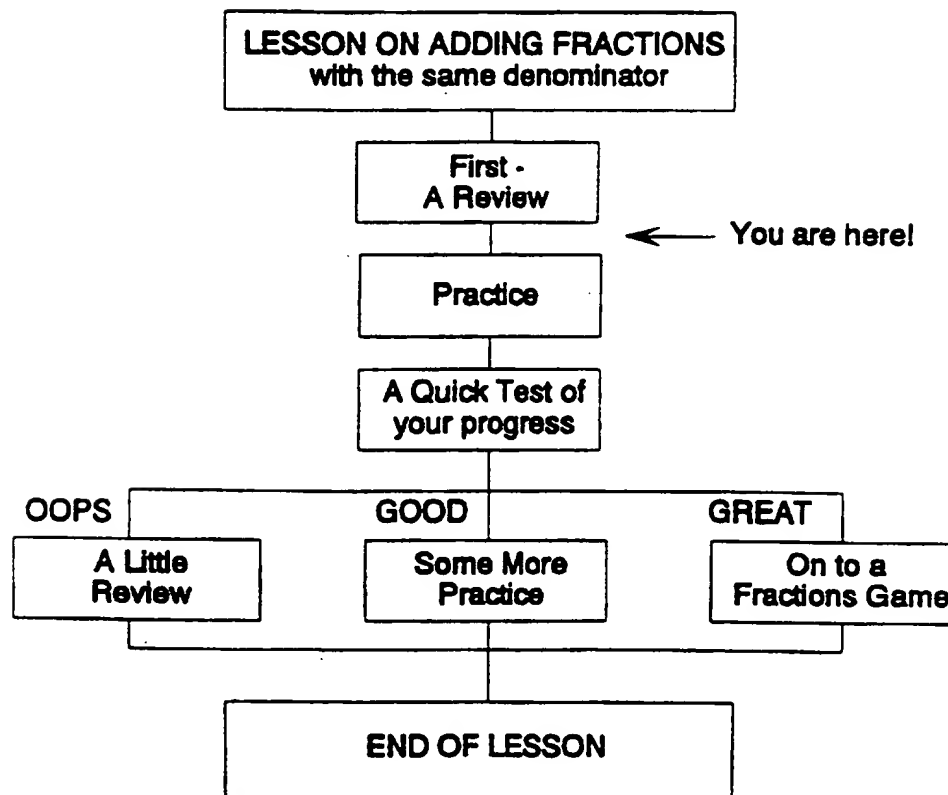 LESSON ON ADDING FRACTIONS
with the same denominator
First -
A Review
You are here!
Practice
A Quick Test of
your progress
OOPS
GOOD
GREAT
A Little
Review
Some More
Practice
On to a
Fractions Game
END OF LESSON